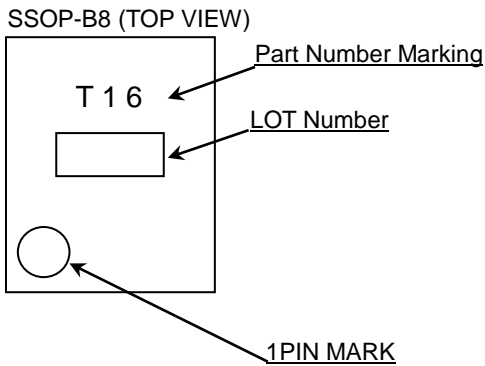 SSOP-B8 (TOP VIEW)
Part Number Marking
T 1 6
LOT Number
1PIN MARK